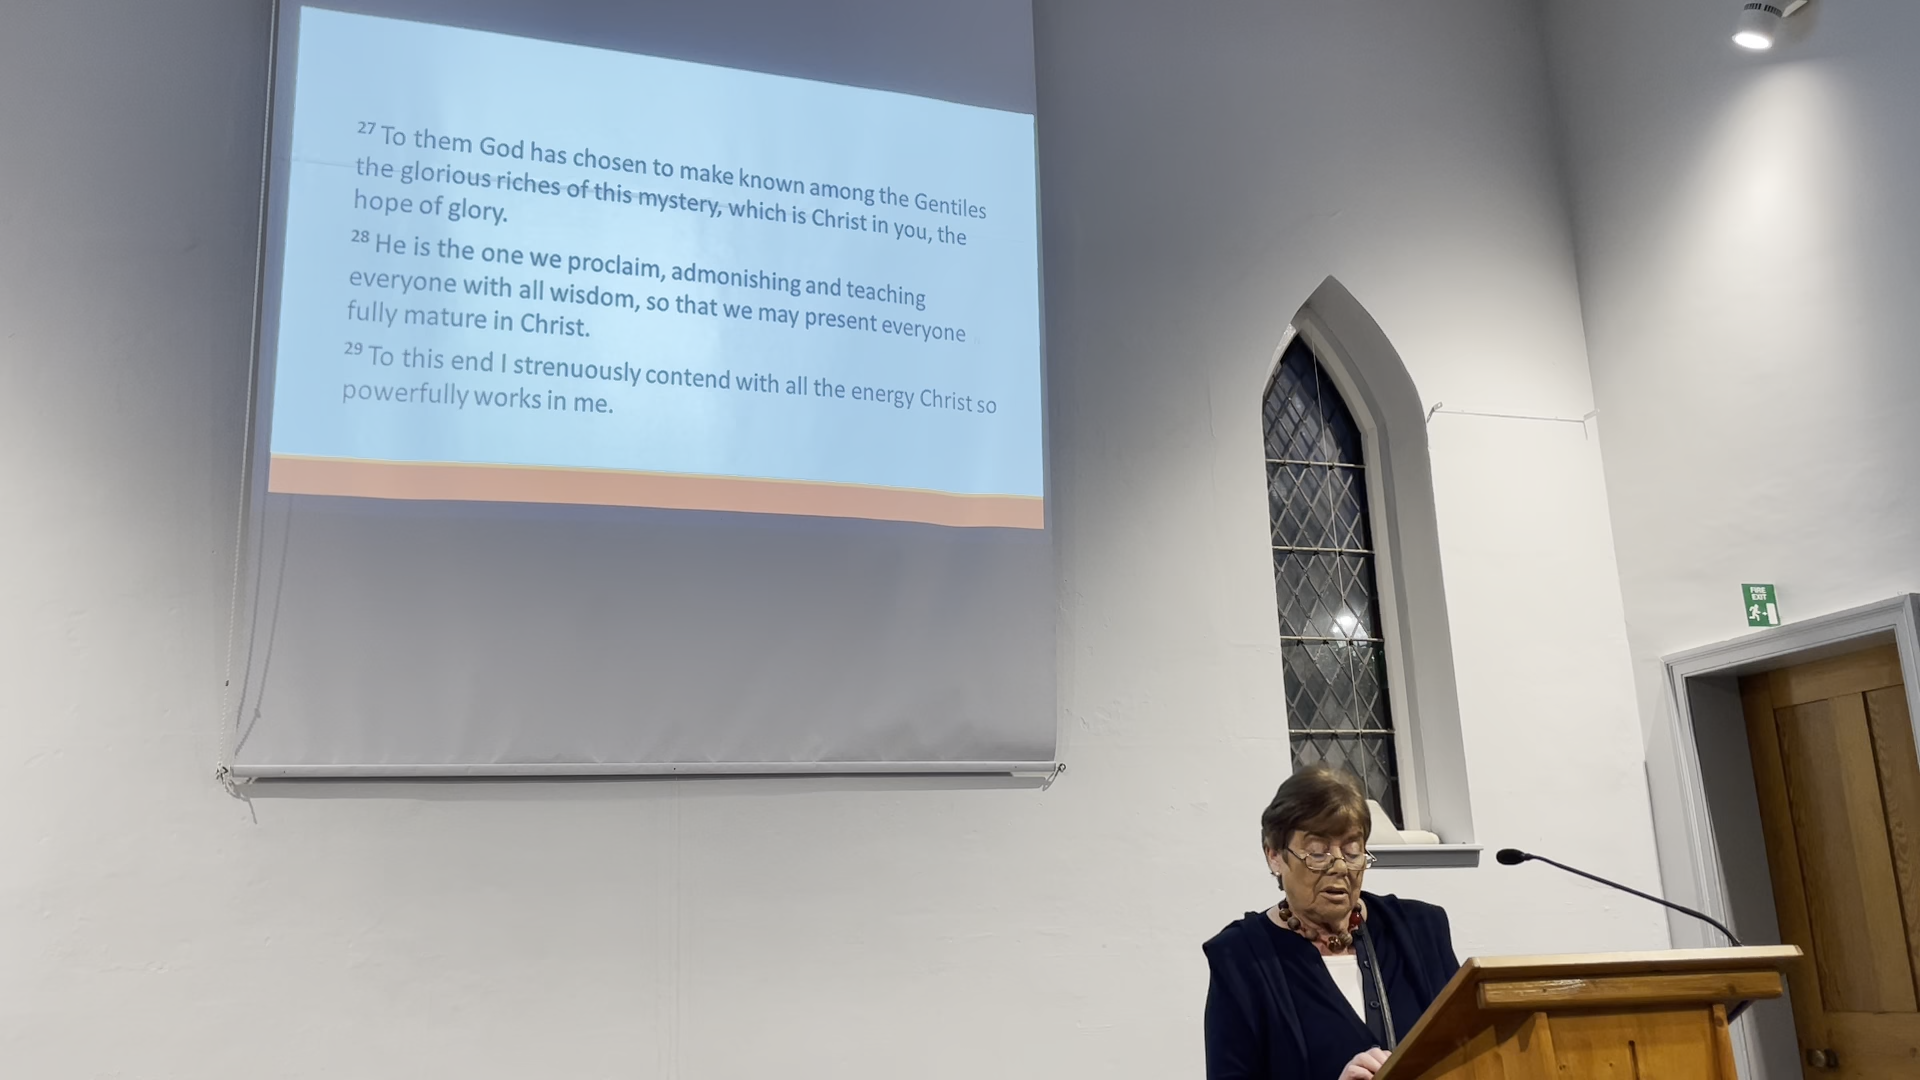 27 To them God has chosen to make known among the Gentiles
the glorious riches of this mystery, which is Christ in you, the
hope of glory.
28 He is the one we proclaim, admonishing and teaching
everyone with all wisdom, so that we may present everyone
fully mature in Christ.
29 To this end I strenuously contend with all the energy Christ so
powerfully works in me.
FIRE
EXIT